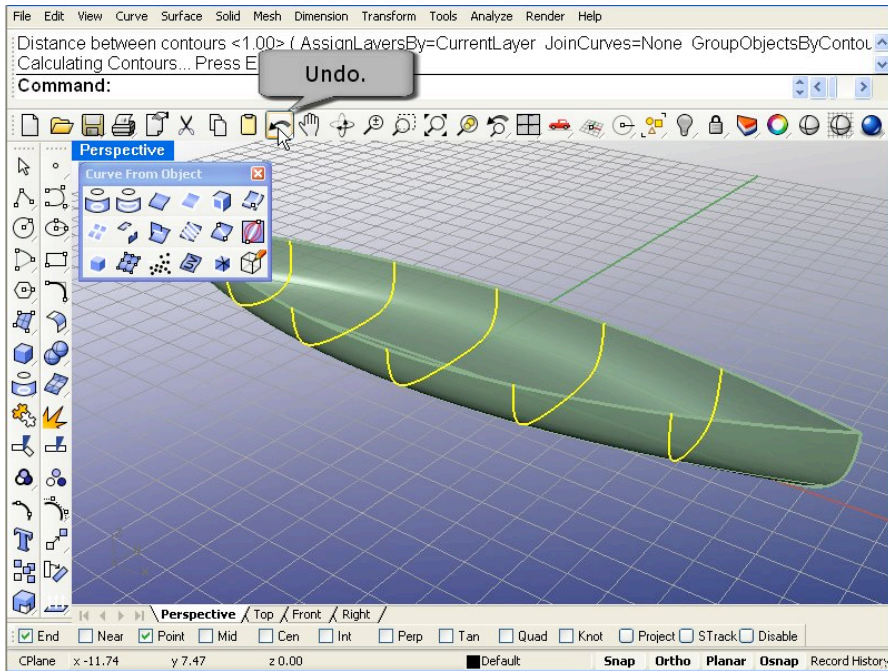 File Edit View Curve Surface Solid Mesh Dimension Transform Tools Analyze Render Help
Distance between contours <1.00> ( AssignLayersBy=CurrentLayer JoinCurves=None GroupObjectsByContou
Calculating Contours... Press E
Undo.
Command:
Perspective
Curve From Object
Perspective Top Front Right
End Near Point Mid Cen Int Perp Tan Quad Knot Project STrack Disable
CPlane x -11.74 y 7.47 z 0.00 Default Snap Ortho Planar Osnap Record History